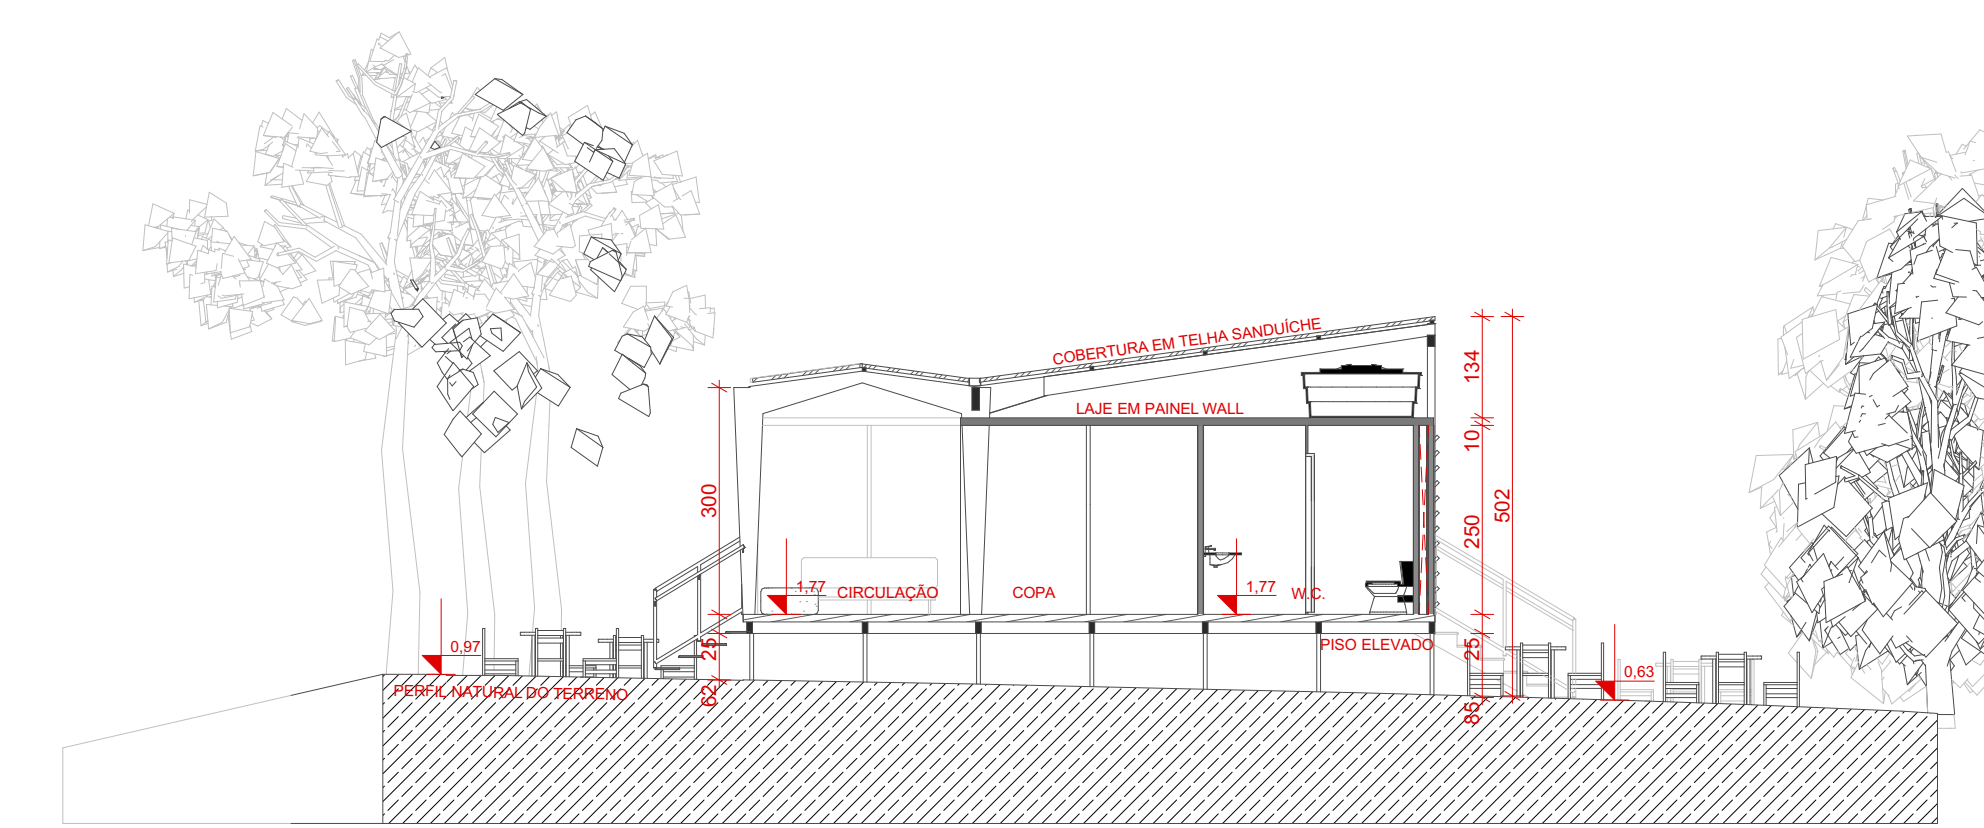 COBERTURA EM TELHA SANDUÍCHE
134
LAJE EM PAINEL WALL
10
300
502
250
1,77
CIRCULAÇÃO
COPA
1,77
W.C.
0,97
25
PISO ELEVADO
25
0,63
PERFIL NATURAL DO TERRENO
62
85